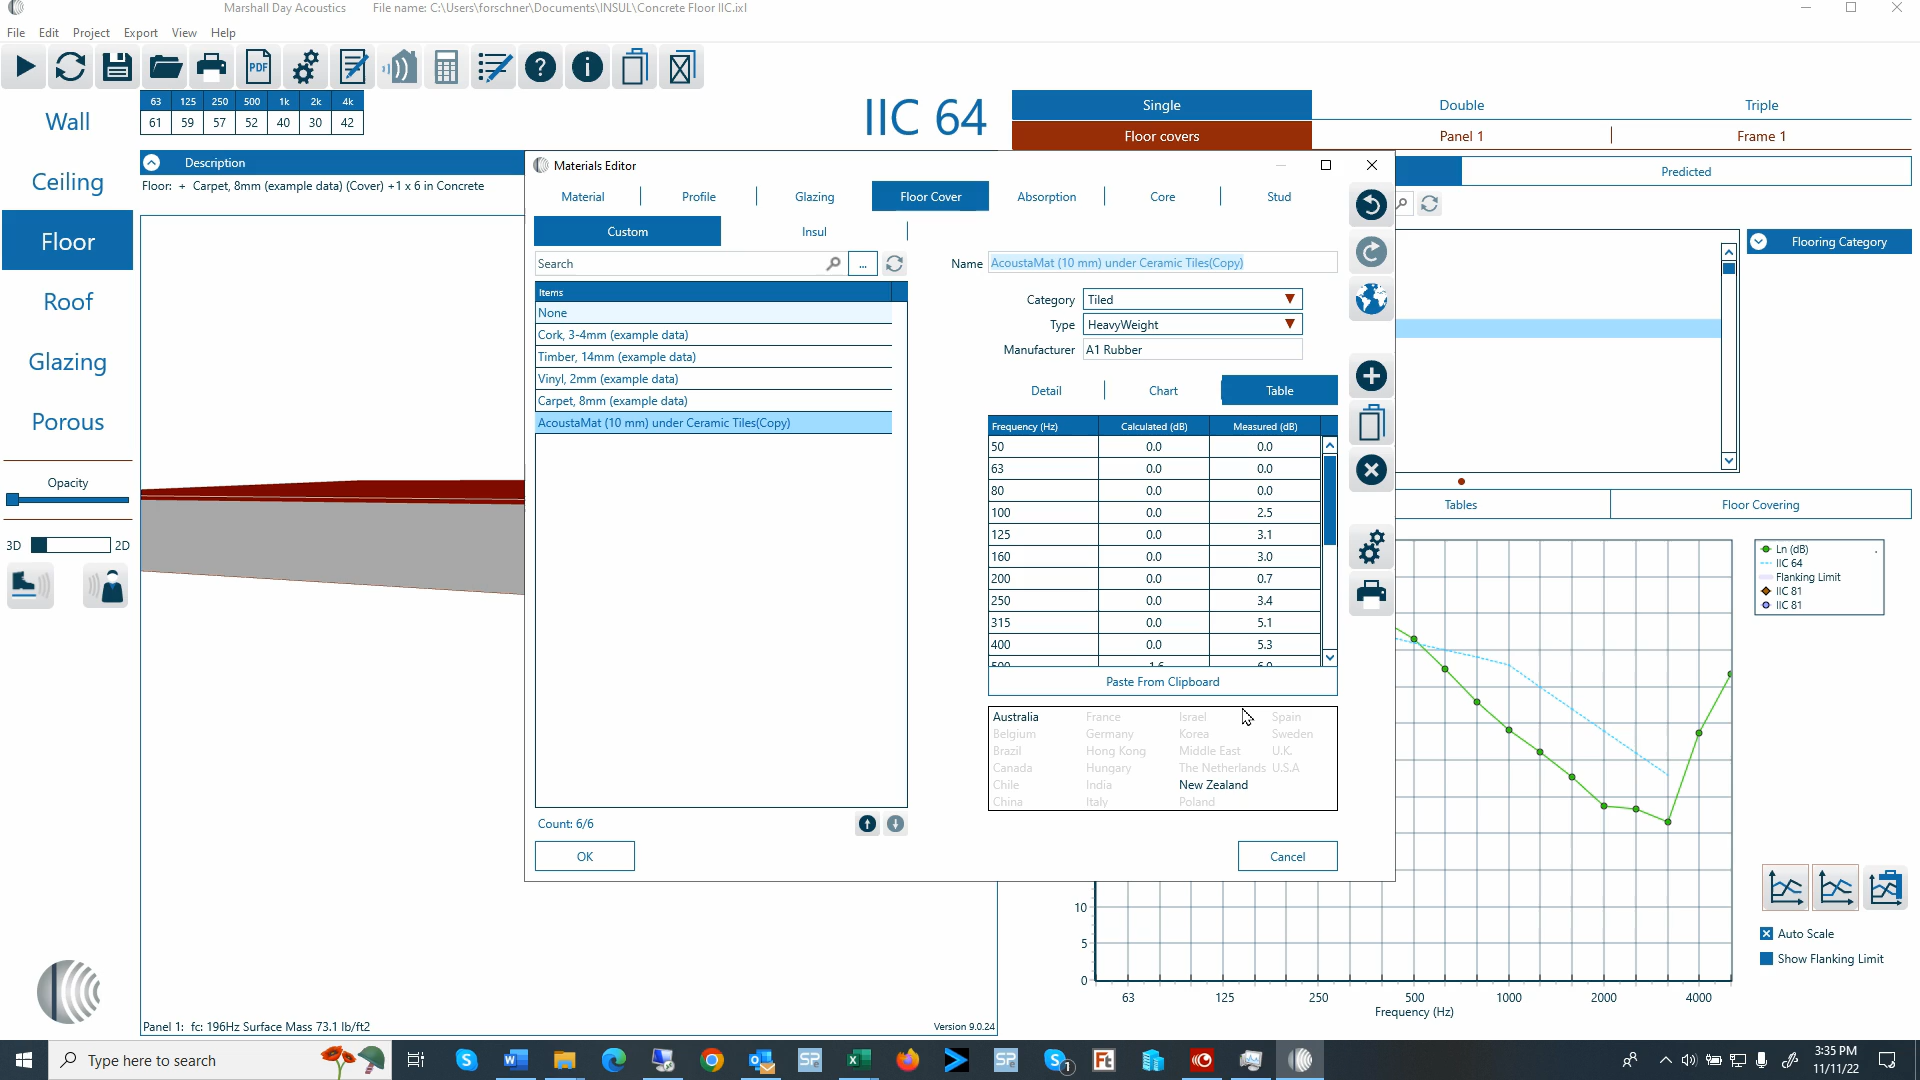 Marshall Day Acoustics File name: C:\Users\forschner\Documents\INSUL\Concrete Floor IIC.ixl
File Edit Project Export View Help
PDF
63 125 250 500 1k 2k 4k
61 59 57 52 40 30 42
IIC 64
Single Double Triple
Floor covers Panel 1 Frame 1
Wall
Ceiling
Floor
Roof
Glazing
Porous
Opacity
3D 2D
Description
Floor: + Carpet, 8mm (example data) (Cover) +1 x 6 in Concrete
Predicted
Flooring Category
Materials Editor
Material Profile Glazing Floor Cover Absorption Core Stud
Custom Insul
Search ...
Items
None
Cork, 3-4mm (example data)
Timber, 14mm (example data)
Vinyl, 2mm (example data)
Carpet, 8mm (example data)
AcoustaMat (10 mm) under Ceramic Tiles(Copy)
Count: 6/6
OK
Name AcoustaMat (10 mm) under Ceramic Tiles(Copy)
Category Tiled
Type HeavyWeight
Manufacturer A1 Rubber
Detail Chart Table
Frequency (Hz) Calculated (dB) Measured (dB)
50 0.0 0.0
63 0.0 0.0
80 0.0 0.0
100 0.0 2.5
125 0.0 3.1
160 0.0 3.0
200 0.0 0.7
250 0.0 3.4
315 0.0 5.1
400 0.0 5.3
500 1.6 6.0
Paste From Clipboard
Australia France Israel Spain
Belgium Germany Korea Sweden
Brazil Hong Kong Middle East U.K.
Canada Hungary The Netherlands U.S.A
Chile India New Zealand
China Italy Poland
Cancel
Tables Floor Covering
Ln (dB)
IIC 64
Flanking Limit
IIC 81
IIC 81
10
5
0
63 125 250 500 1000 2000 4000
Frequency (Hz)
Auto Scale
Show Flanking Limit
Panel 1: fc: 196Hz Surface Mass 73.1 lb/ft2
Version 9.0.24
Type here to search
3:35 PM
11/11/22